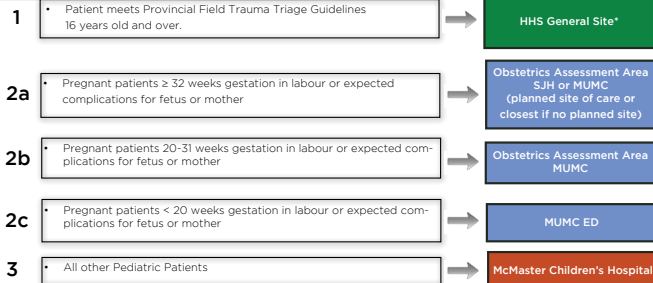 1
• Patient meets Provincial Field Trauma Triage Guidelines
16 years old and over.
HHS General Site*
2a
• Pregnant patients ≥ 32 weeks gestation in labour or expected
complications for fetus or mother
Obstetrics Assessment Area
SJH or MUMC
(planned site of care or
closest if no planned site)
2b
• Pregnant patients 20-31 weeks gestation in labour or expected com-
plications for fetus or mother
Obstetrics Assessment Area
MUMC
2c
• Pregnant patients < 20 weeks gestation in labour or expected com-
plications for fetus or mother
MUMC ED
3
• All other Pediatric Patients
McMaster Children's Hospital